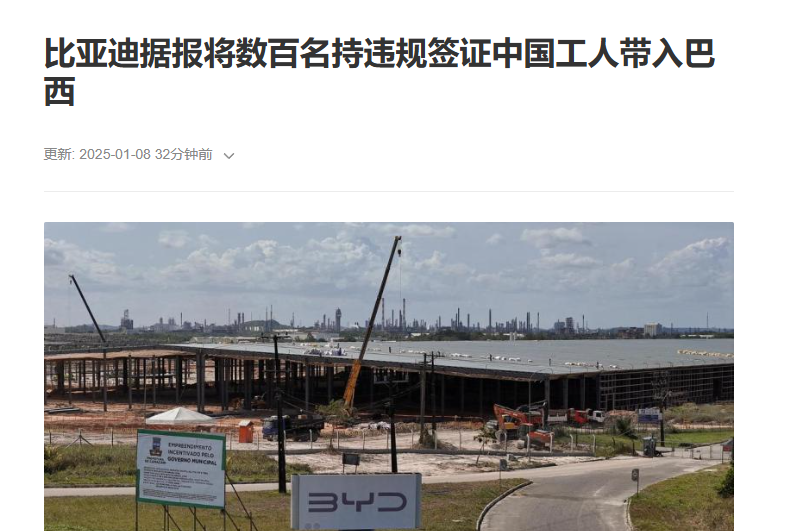 比亚迪据报将数百名持违规签证中国工人带入巴
西
更新: 2025-01-08 32分钟前
EMPREENDIMENTO
INCENTIVADO PELO
GOVERNO MUNICIPAL
BYD